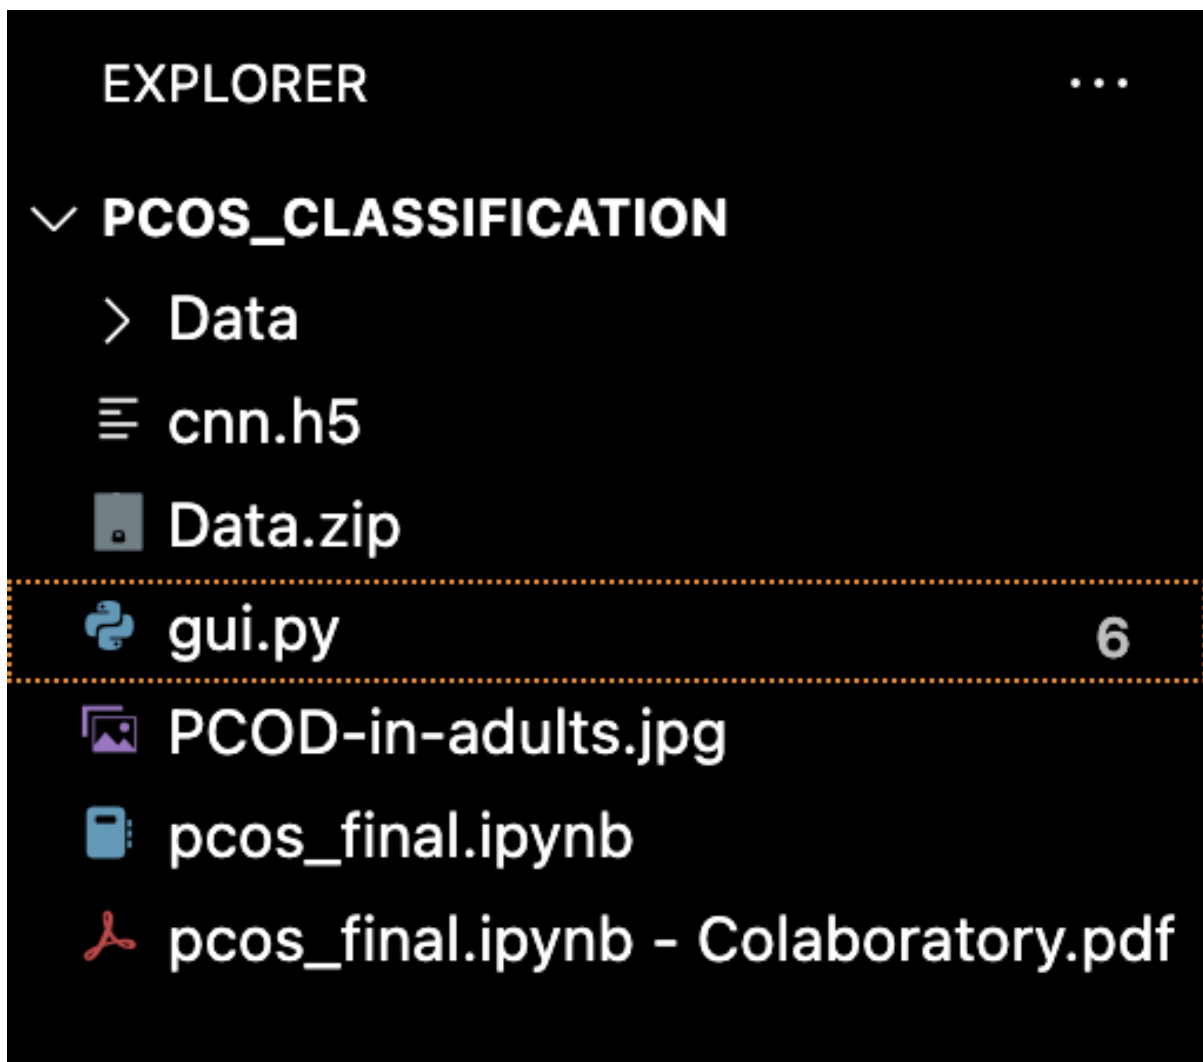 EXPLORER ...
PCOS_CLASSIFICATION
Data
cnn.h5
Data.zip
gui.py 6
PCOD-in-adults.jpg
pcos_final.ipynb
pcos_final.ipynb - Colaboratory.pdf